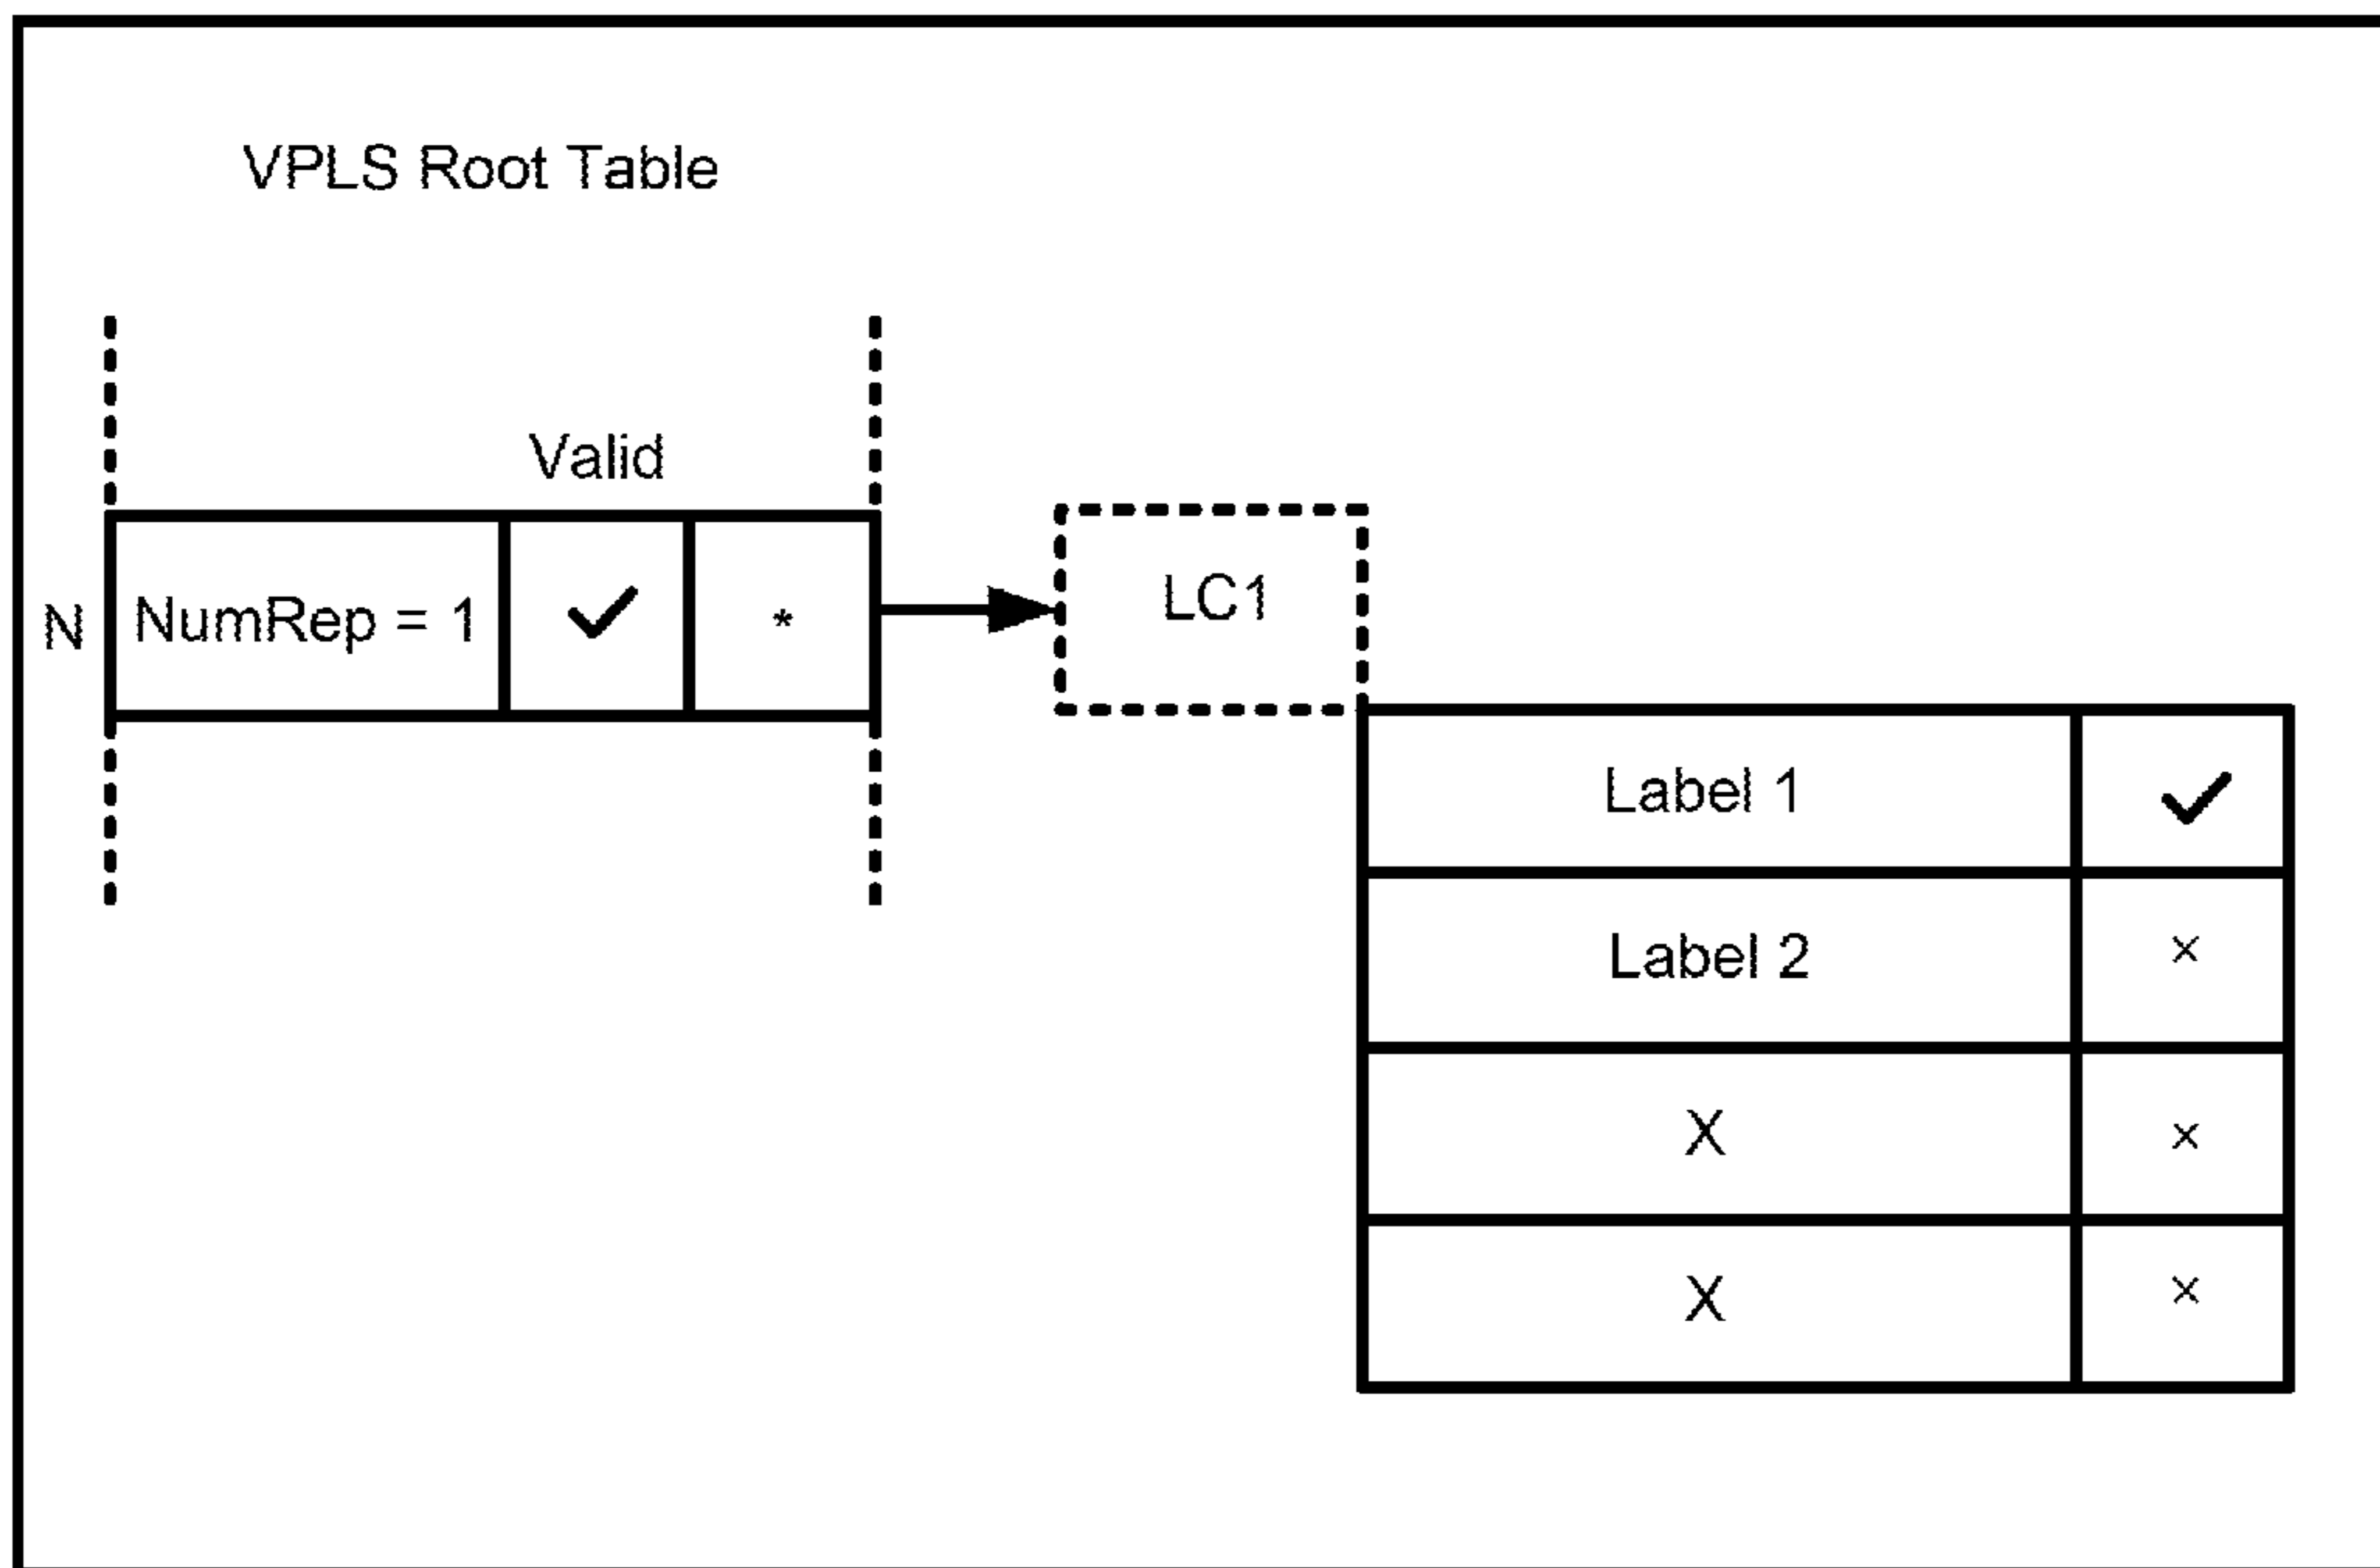 VPLS Root Table
Valid
N NumRep = 1 ✓ *
LC1
Label 1 ✓
Label 2 ×
X ×
X ×